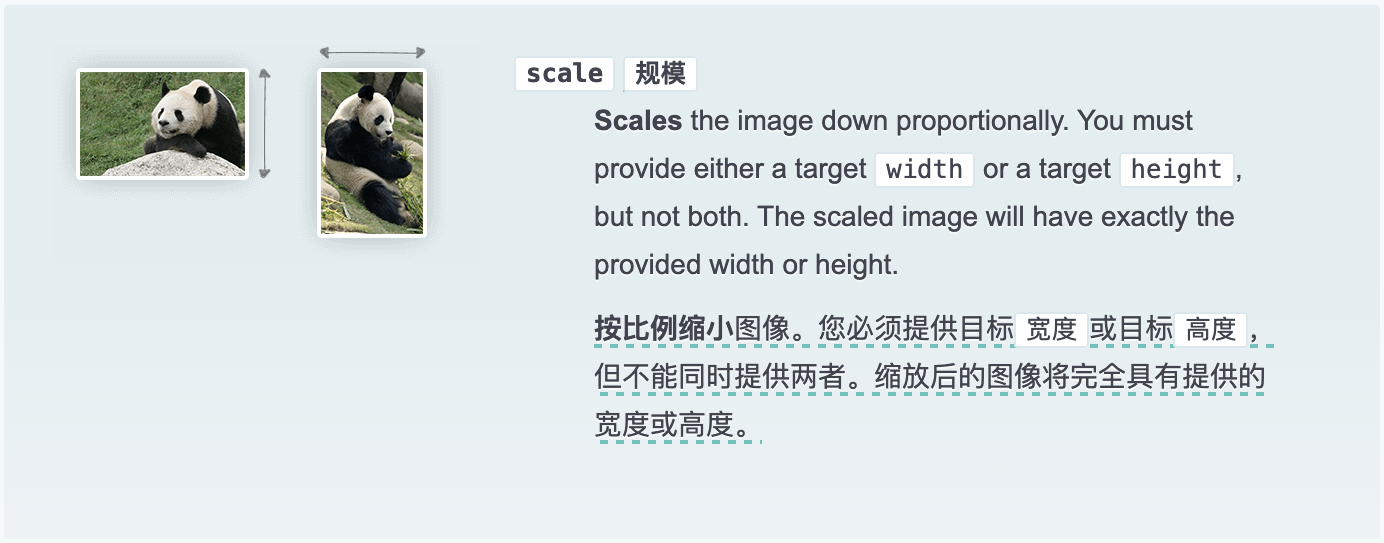 scale 规模
Scales the image down proportionally. You must
provide either a target width or a target height,
but not both. The scaled image will have exactly the
provided width or height.
按比例缩小图像。您必须提供目标 宽度 或目标 高度，
但不能同时提供两者。缩放后的图像将完全具有提供的
宽度或高度。